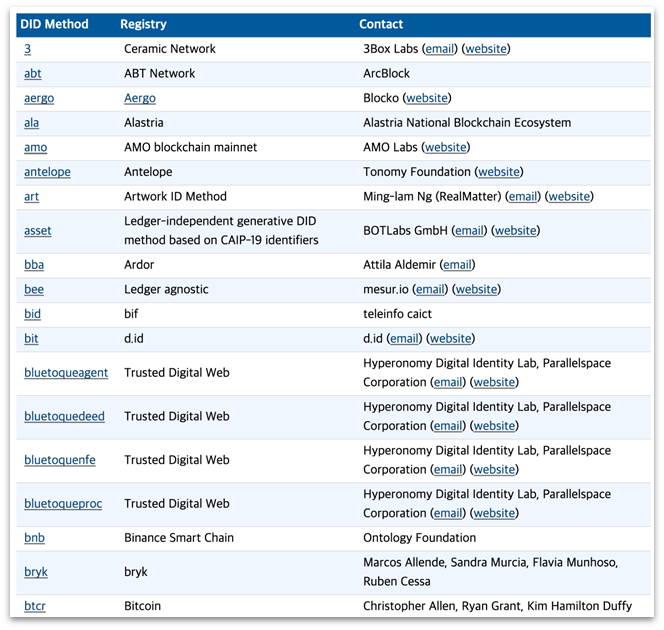 DID Method Registry Contact
3 Ceramic Network 3Box Labs (email) (website)
abt ABT Network ArcBlock
aergo Aergo Blocko (website)
ala Alastria Alastria National Blockchain Ecosystem
amo AMO blockchain mainnet AMO Labs (website)
antelope Antelope Tonomy Foundation (website)
art Artwork ID Method Ming-lam Ng (RealMatter) (email) (website)
asset Ledger-independent generative DID
method based on CAIP-19 identifiers BOTLabs GmbH (email) (website)
bba Ardor Attila Aldemir (email)
bee Ledger agnostic mesur.io (email) (website)
bid bif teleinfo caict
bit d.id d.id (email) (website)
bluetoqueagent Trusted Digital Web Hyperonomy Digital Identity Lab, Parallelspace
Corporation (email) (website)
bluetoquedeed Trusted Digital Web Hyperonomy Digital Identity Lab, Parallelspace
Corporation (email) (website)
bluetoquenfe Trusted Digital Web Hyperonomy Digital Identity Lab, Parallelspace
Corporation (email) (website)
bluetoqueproc Trusted Digital Web Hyperonomy Digital Identity Lab, Parallelspace
Corporation (email) (website)
bnb Binance Smart Chain Ontology Foundation
bryk bryk Marcos Allende, Sandra Murcia, Flavia Munhoso,
Ruben Cessa
btcr Bitcoin Christopher Allen, Ryan Grant, Kim Hamilton Duffy